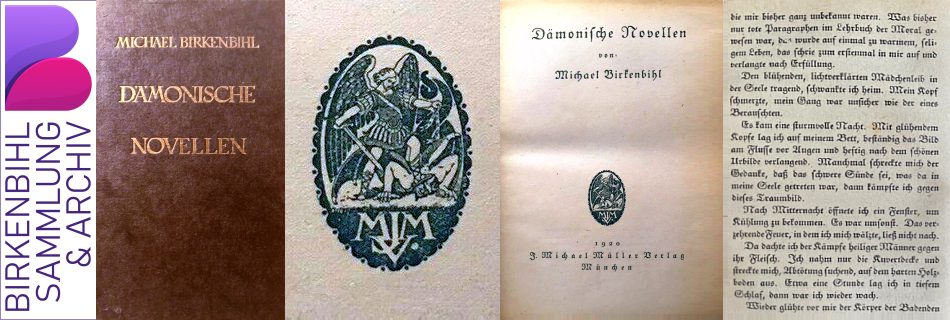 BIRKENBIHL
SAMMLUNG
& ARCHIV
MICHAEL BIRKENBIHL
DÄMONISCHE
NOVELLEN
MJM
V.
Dämonische Novellen
von
Michael Birkenbihl
MJM
1920
J. Michael Müller Verlag
München
die mir bisher ganz unbekannt waren. Was bisher
nur tote Paragraphen im Lehrbuch der Moral ge-
wesen war, das wurde auf einmal zu warmem, seli-
gem Leben, das schrie zum erstenmal in mir auf und
verlangte nach Erfüllung.
Den blühenden, lichtverklärten Mädchenleib in
der Seele tragend, schwankte ich heim. Mein Kopf
schmerzte, mein Gang war unsicher wie der eines
Berauschten.
Es kam eine sturmvolle Nacht. Mit glühendem
Kopfe lag ich auf meinem Bett, beständig das Bild
am Flusse vor Augen und heftig nach dem schönen
Urbilde verlangend. Manchmal schreckte mich der
Gedanke, daß das schwere Sünde sei, was da in
meine Seele getreten war, dann kämpfte ich gegen
dieses Traumbild.
Nach Mitternacht öffnete ich ein Fenster, um
Kühlung zu bekommen. Es war umsonst. Das ver-
zehrende Feuer, in dem ich mich wälzte, ließ nicht nach.
Da dachte ich der Kämpfe heiliger Männer gegen
ihr Fleisch. Ich nahm nur die Kuvertdecke und
streckte mich, Abtötung suchend, auf dem harten Holz-
boden aus. Etwa eine Stunde lag ich in tiefem
Schlaf, dann war ich wieder wach.
Wieder glühte vor mir der Körper der Badenden